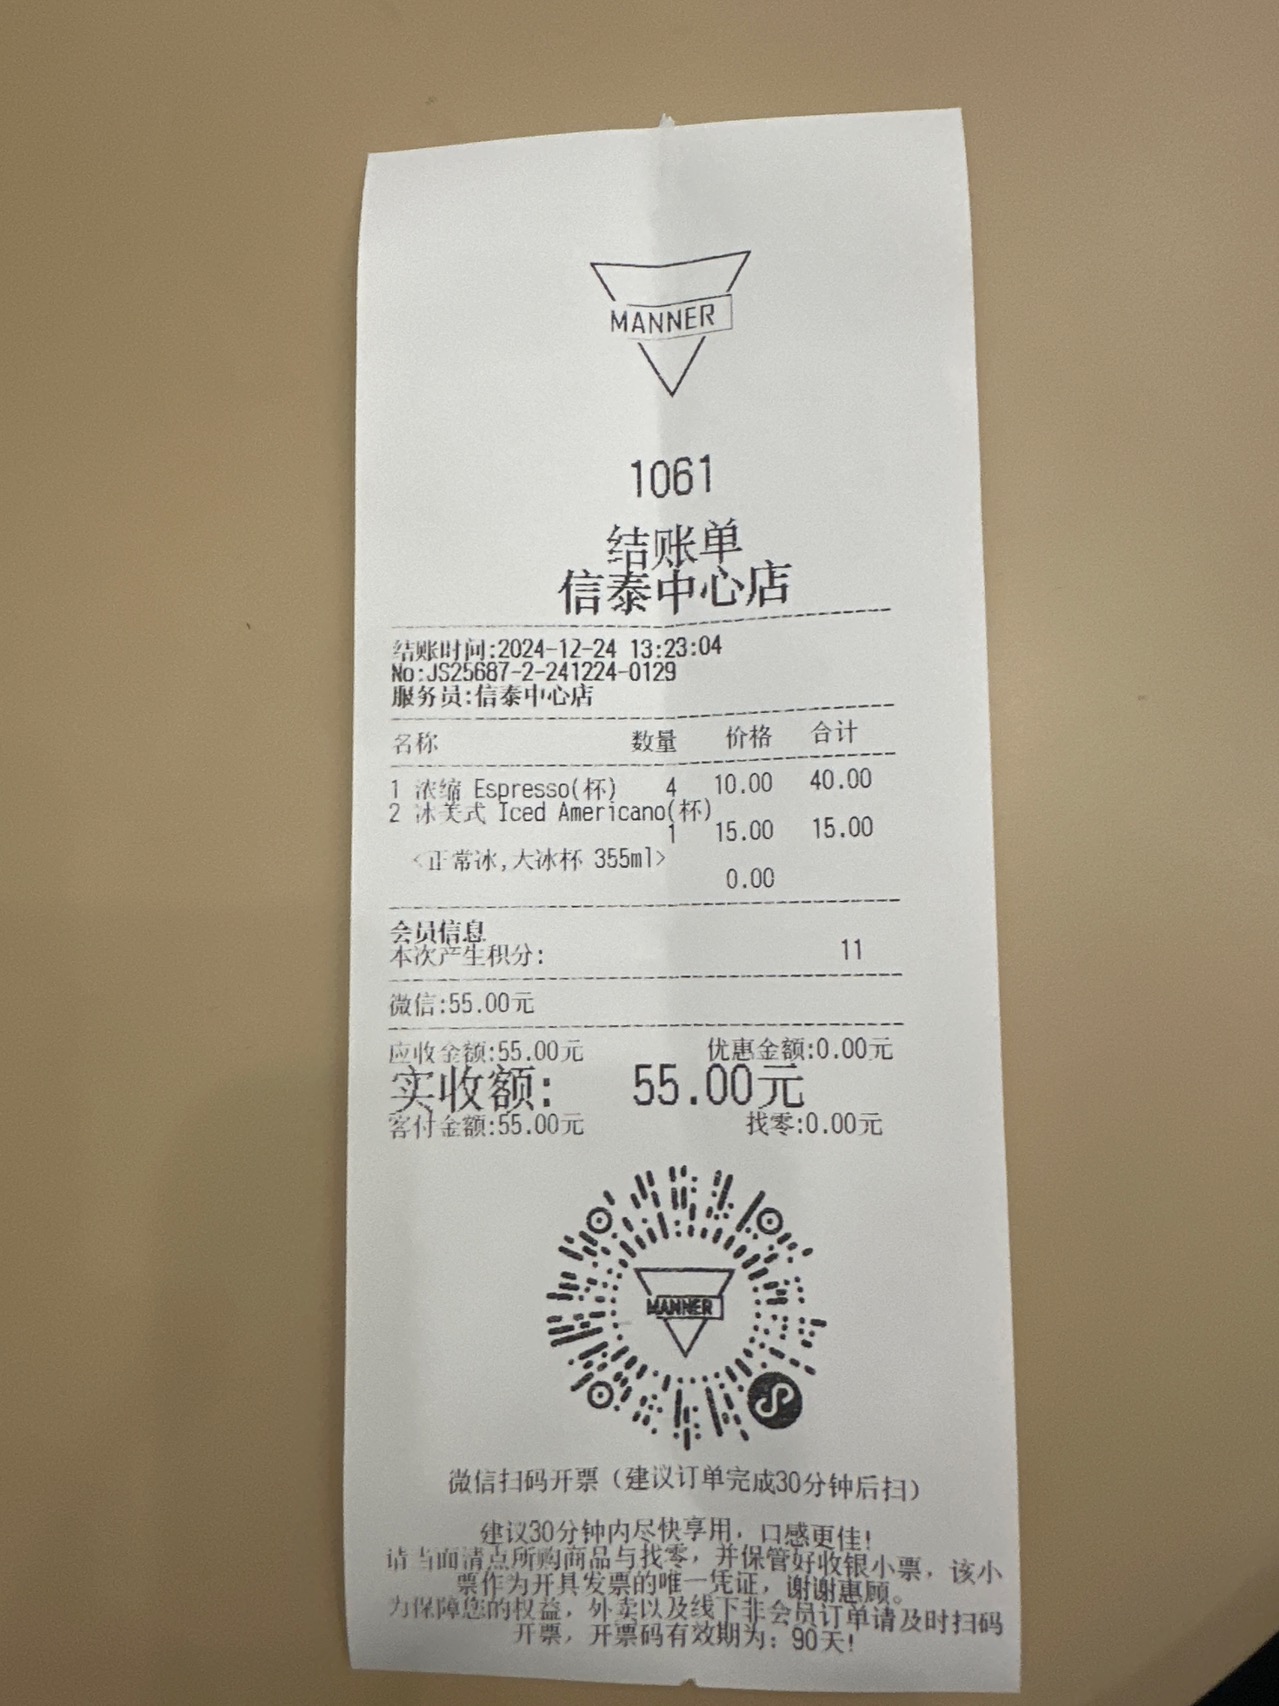 MANNER
1061
结账单
信泰中心店
结账时间:2024-12-24 13:23:04
No:JS25687-2-241224-0129
服务员:信泰中心店
名称 数量 价格 合计
1 浓缩 Espresso(杯) 4 10.00 40.00
2 冰美式 Iced Americano(杯)
1 15.00 15.00
<正常冰,大冰杯 355ml>
0.00
会员信息
本次产生积分: 11
微信:55.00元
应收金额:55.00元 优惠金额:0.00元
实收额: 55.00元
客付金额:55.00元 找零:0.00元
MANNER
微信扫码开票（建议订单完成30分钟后扫）
建议30分钟内尽快享用，口感更佳!
请当面清点所购商品与找零，并保管好收银小票，该小
票作为开具发票的唯一凭证，谢谢惠顾。
为保障您的权益，外卖以及线下非会员订单请及时扫码
开票，开票码有效期为：90天!